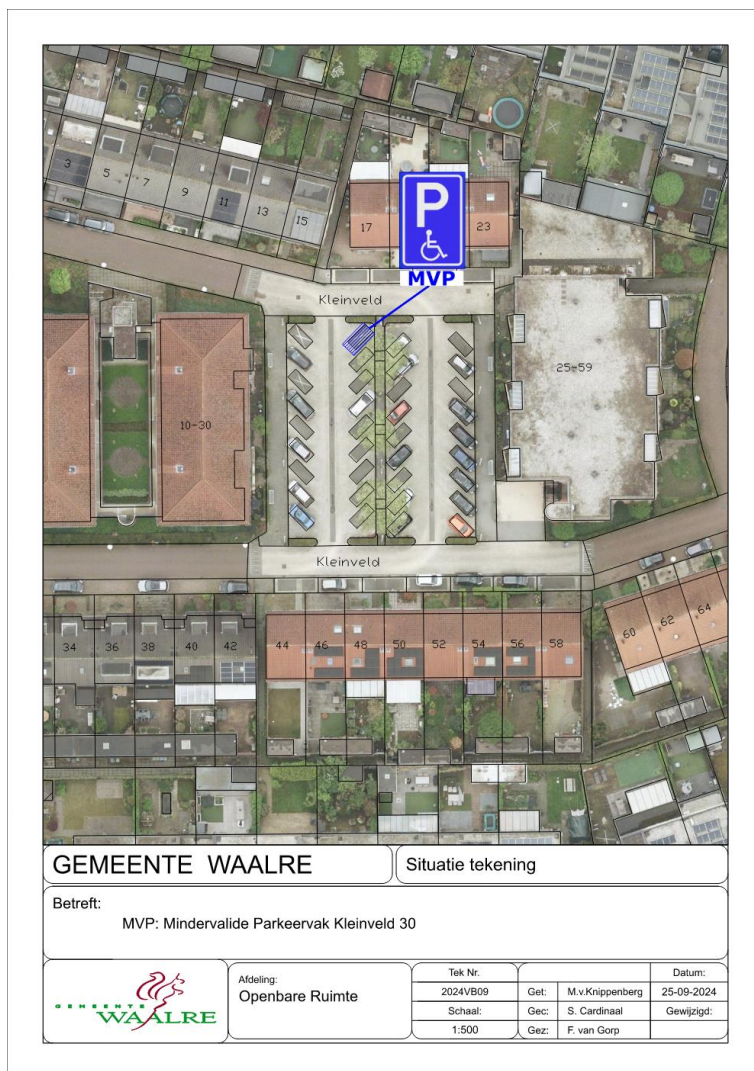 3
5
7
9
11
13
15
17
P
23
MVP
Kleinveld
25-59
10-30
Kleinveld
34
36
38
40
42
44
46
48
50
52
54
56
58
60
62
64
GEMEENTE WAALRE
Situatie tekening
Betreft:
MVP: Mindervalide Parkeervak Kleinveld 30
GEMEENTE
WAALRE
Afdeling:
Openbare Ruimte
Tek Nr.
Datum:
2024VB09
Get:
M.v.Knippenberg
25-09-2024
Schaal:
Gec:
S. Cardinaal
Gewijzigd:
1:500
Gez:
F. van Gorp